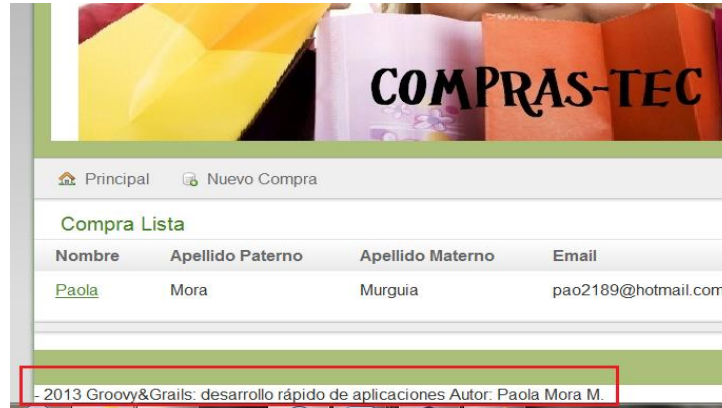 COMPRAS-TEC
Principal Nuevo Compra
Compra Lista
Nombre Apellido Paterno Apellido Materno Email
Paola Mora Murguia pao2189@hotmail.com
- 2013 Groovy&Grails: desarrollo rápido de aplicaciones Autor: Paola Mora M.